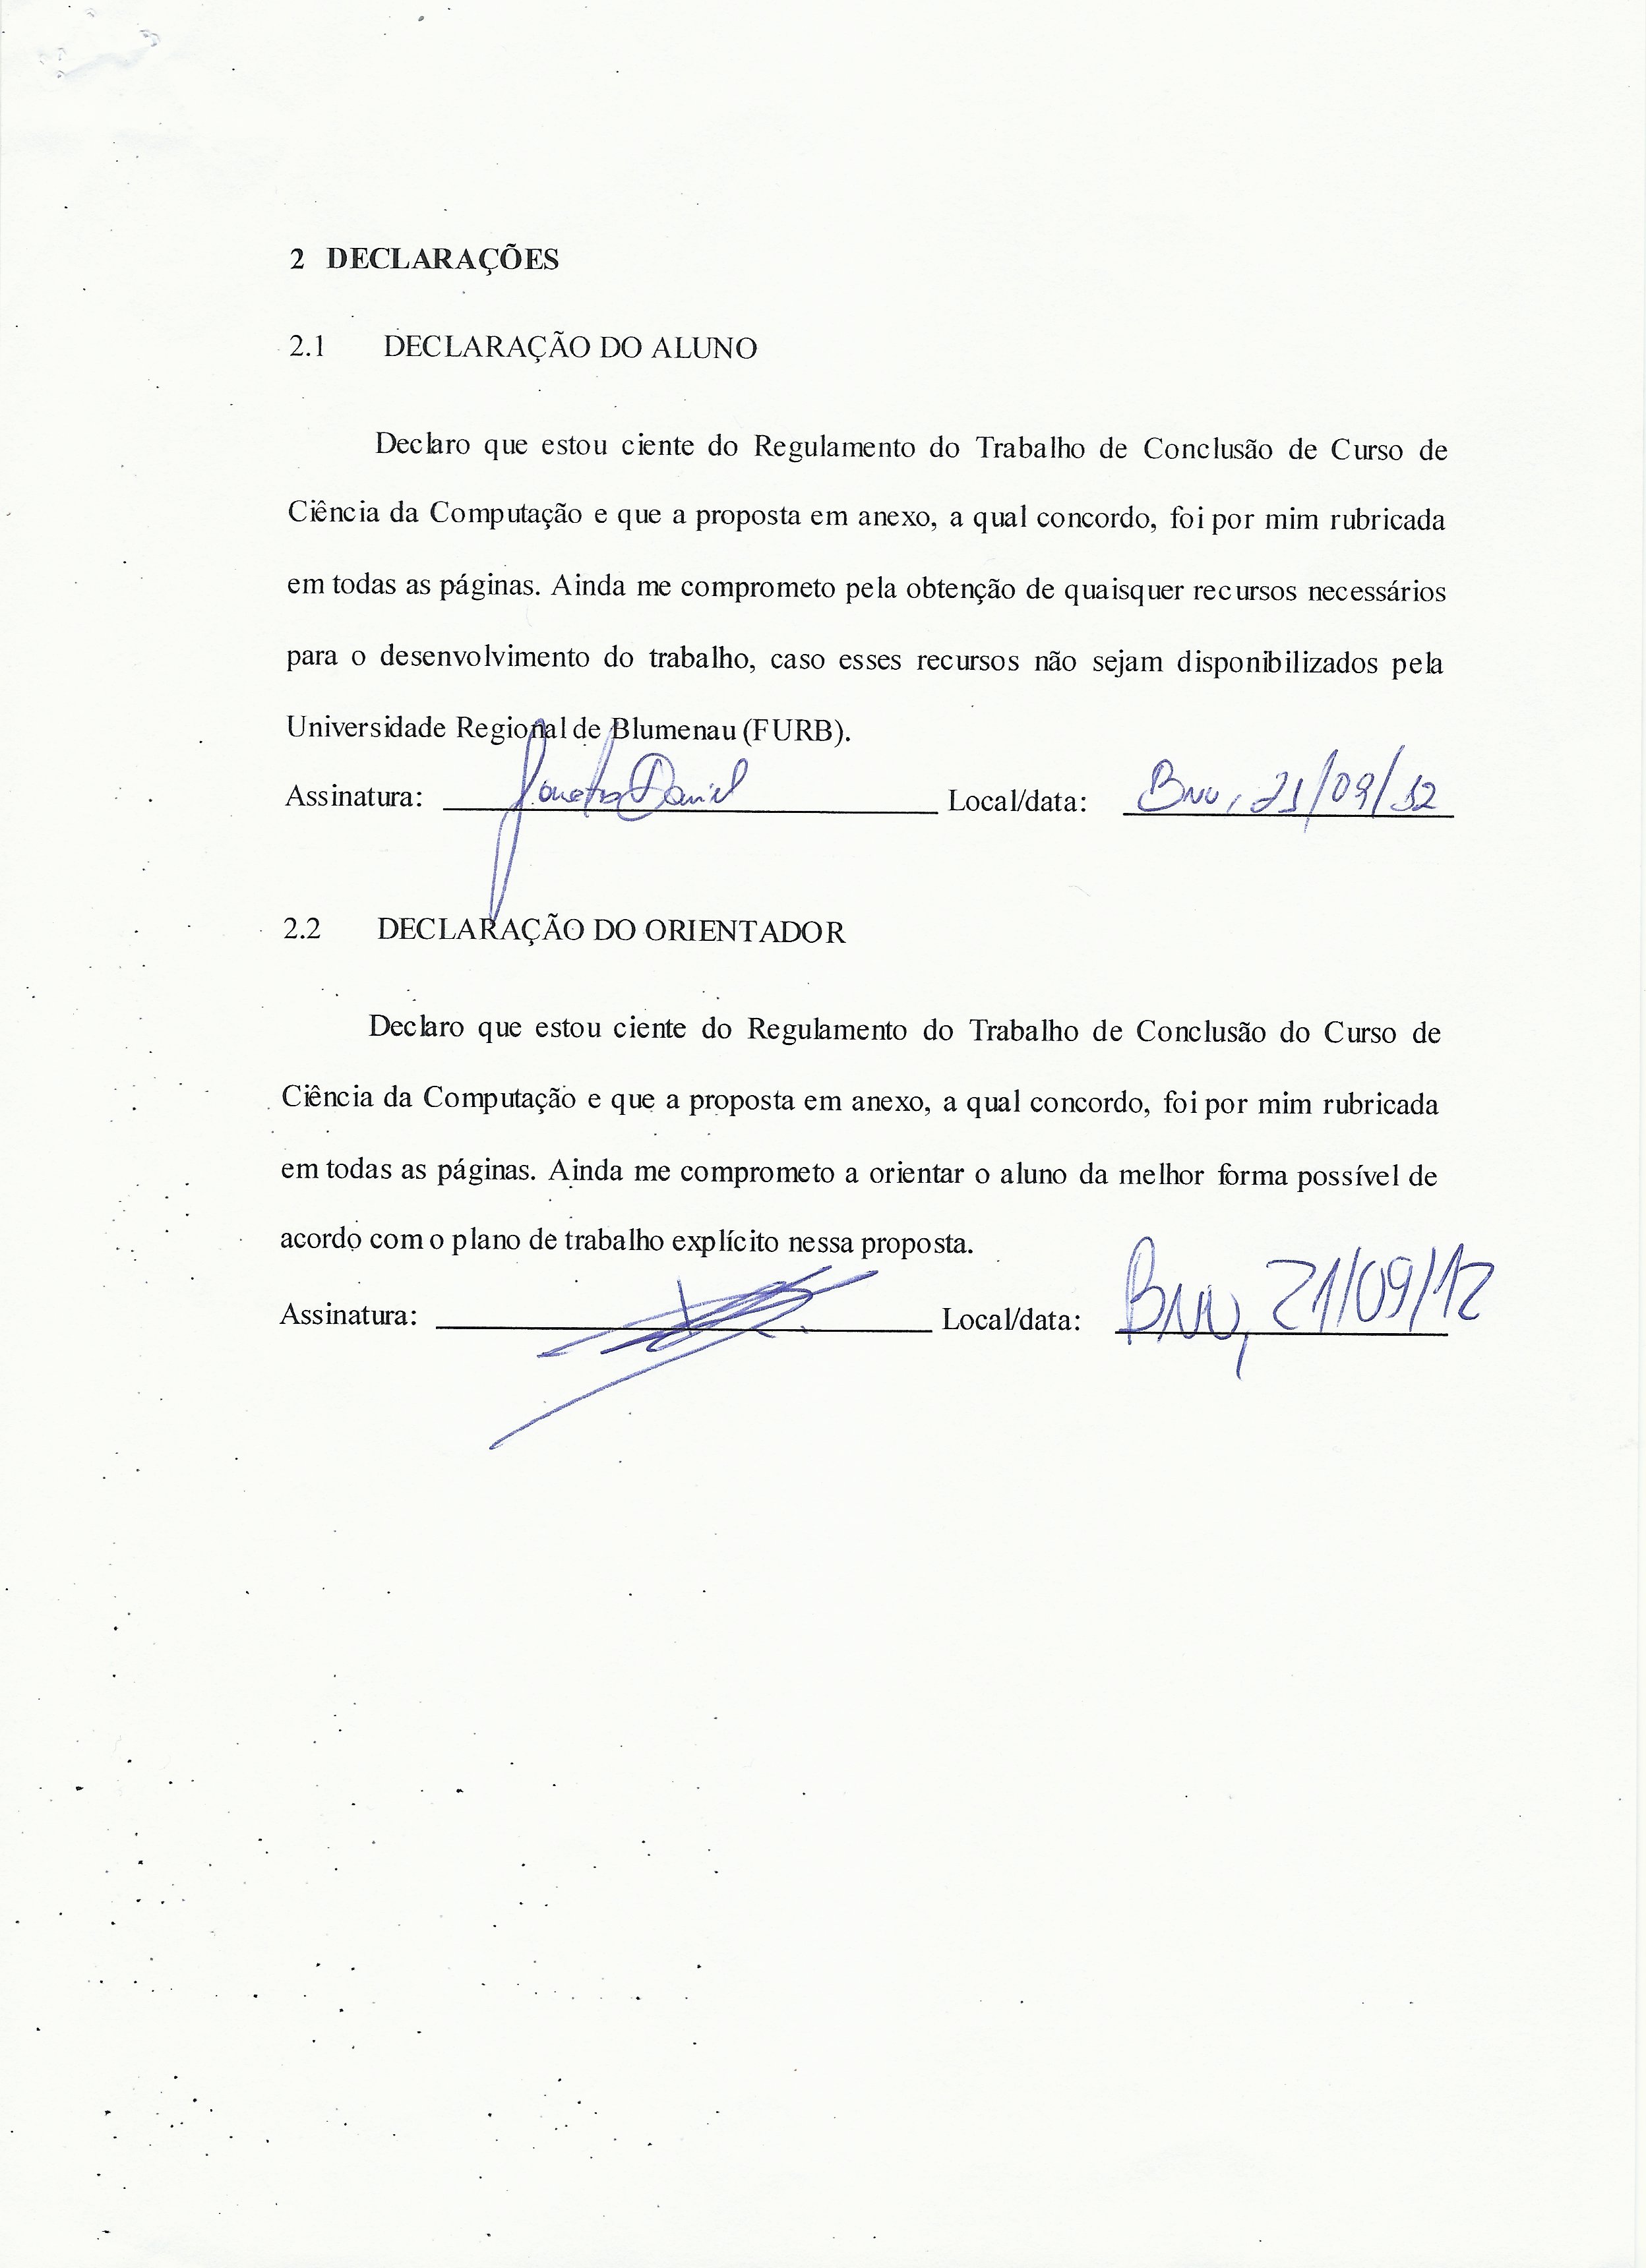 2 DECLARAÇÕES
2.1 DECLARAÇÃO DO ALUNO
Declaro que estou ciente do Regulamento do Trabalho de Conclusão de Curso de
Ciência da Computação e que a proposta em anexo, a qual concordo, foi por mim rubricada
em todas as páginas. Ainda me comprometo pela obtenção de quaisquer recursos necessários
para o desenvolvimento do trabalho, caso esses recursos não sejam disponibilizados pela
Universidade Regional de Blumenau (FURB).
Assinatura: Daniel Local/data: Bnu, 21/09/12
2.2 DECLARAÇÃO DO ORIENTADOR
Declaro que estou ciente do Regulamento do Trabalho de Conclusão do Curso de
Ciência da Computação e que a proposta em anexo, a qual concordo, foi por mim rubricada
em todas as páginas. Ainda me comprometo a orientar o aluno da melhor forma possível de
acordo com o plano de trabalho explícito nessa proposta.
Assinatura: Local/data: Bnu, 21/09/12